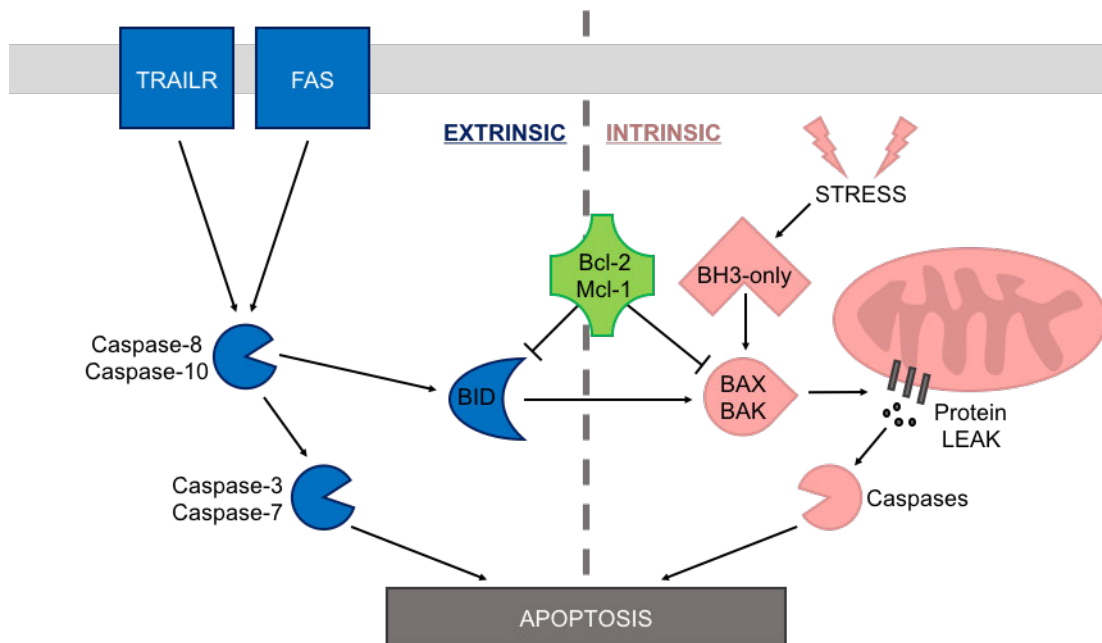 TRAILR
FAS
EXTRINSIC
INTRINSIC
STRESS
Bcl-2
Mcl-1
BH3-only
Caspase-8
Caspase-10
BID
BAX
BAK
Protein
LEAK
Caspase-3
Caspase-7
Caspases
APOPTOSIS